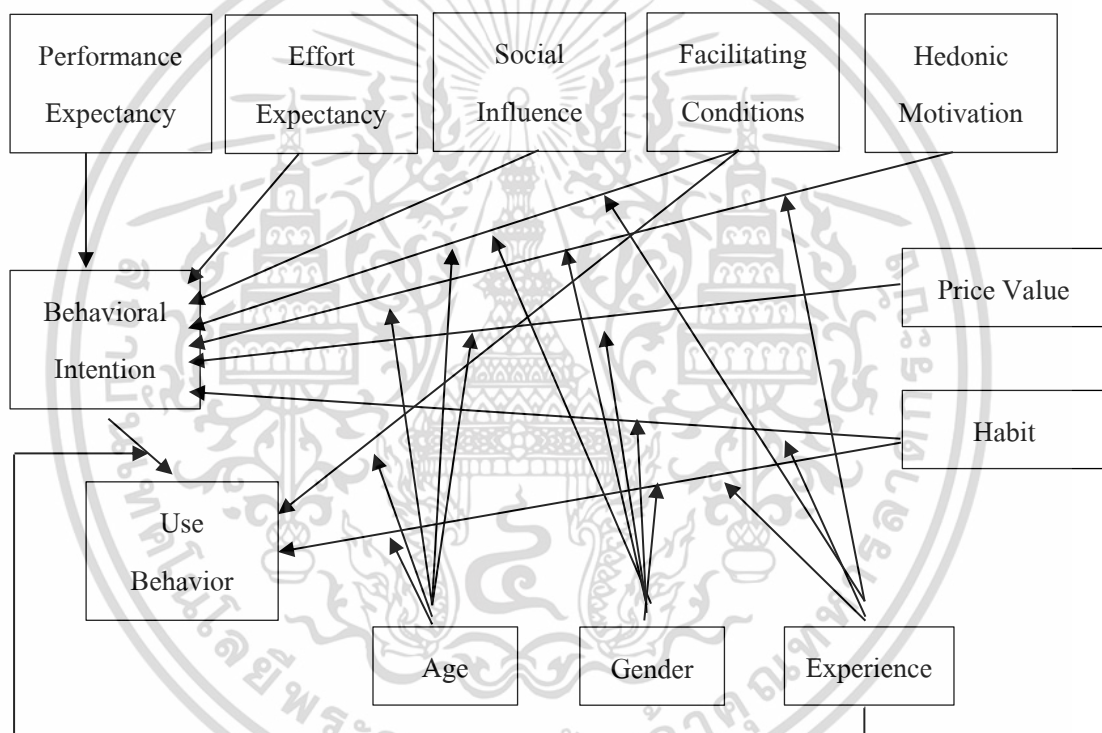 Performance
Expectancy
Effort
Expectancy
Social
Influence
Facilitating
Conditions
Hedonic
Motivation
Behavioral
Intention
Price Value
Habit
Use
Behavior
Age
Gender
Experience